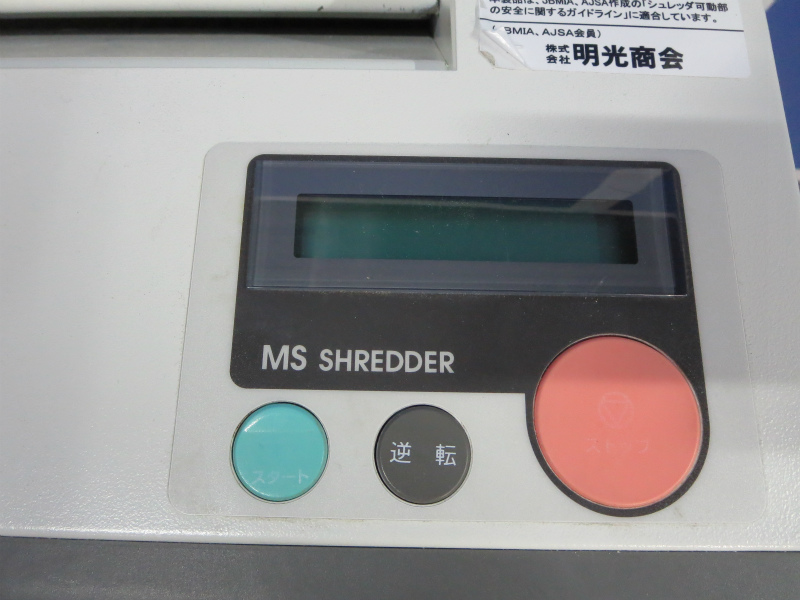 本製品は、JBMIA、AJSA作成の「シュレッダ可動部
の安全に関するガイドライン」に適合しています。
BMIA、AJSA会員)
株式
会社 明光商会
MS SHREDDER
スタート
逆 転
ストップ